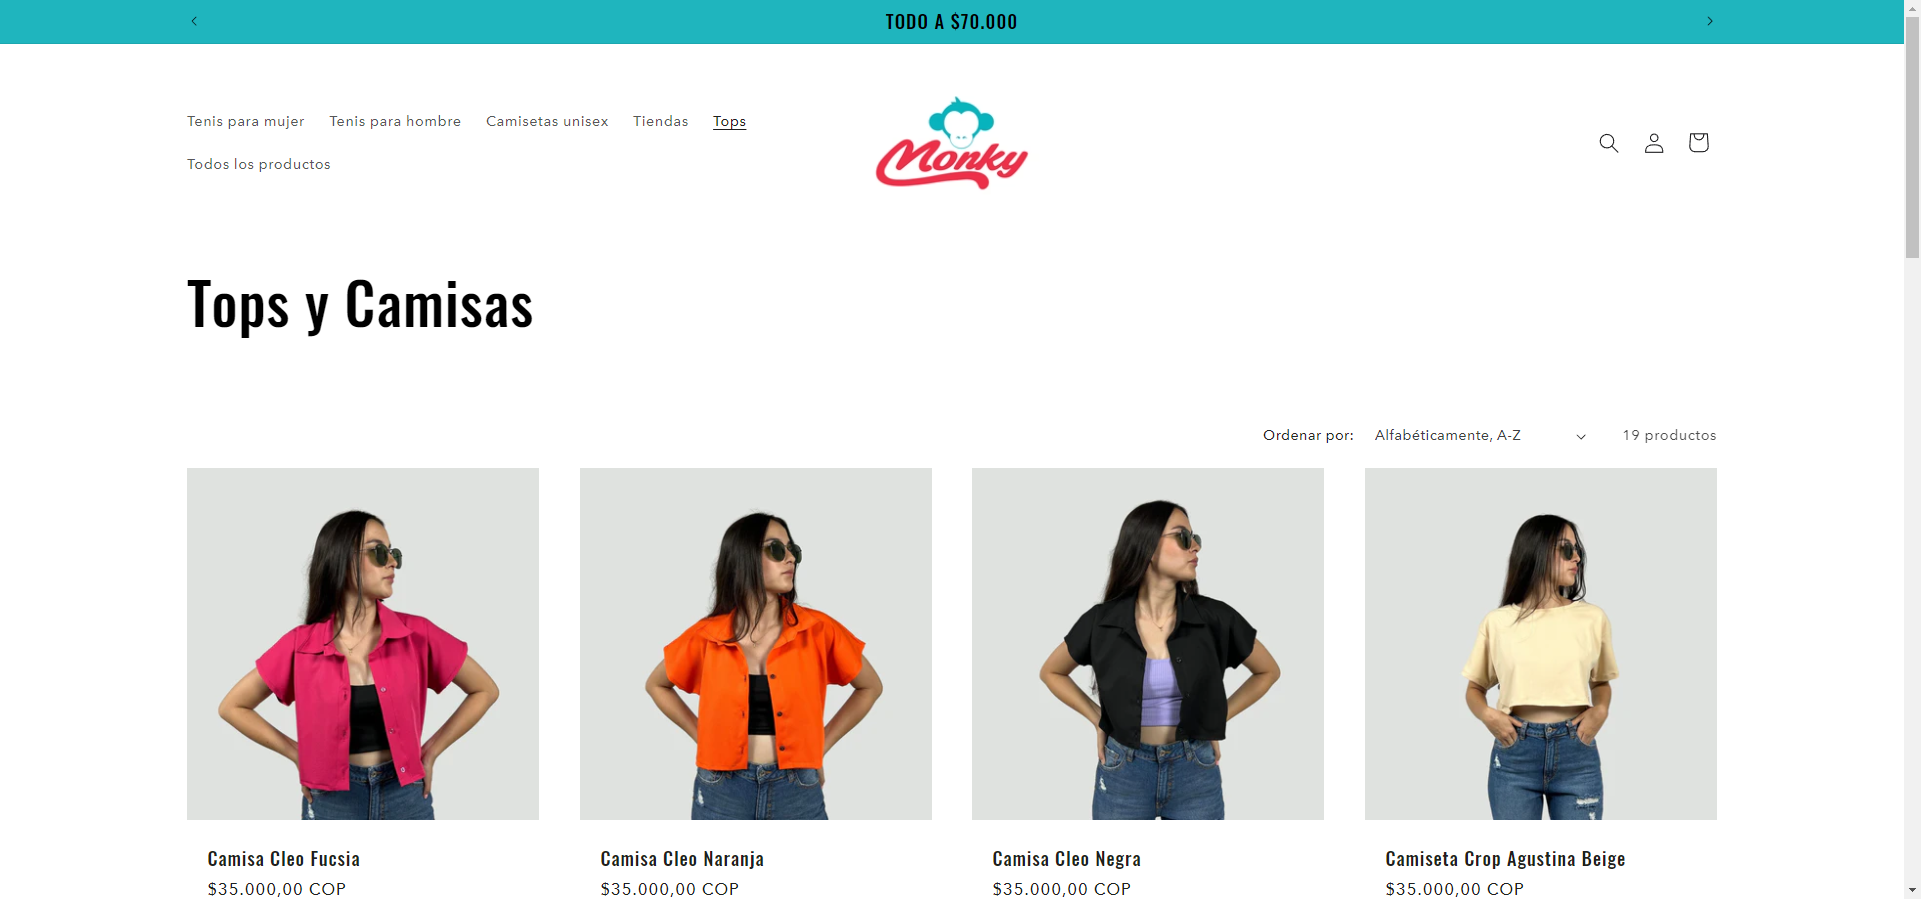 TODO A $70.000
Tenis para mujer
Tenis para hombre
Camisetas unisex
Tiendas
Tops
Todos los productos
Monky
Tops y Camisas
Ordenar por:
Alfabéticamente, A-Z
19 productos
Camisa Cleo Fucsia
$35.000,00 COP
Camisa Cleo Naranja
$35.000,00 COP
Camisa Cleo Negra
$35.000,00 COP
Camiseta Crop Agustina Beige
$35.000,00 COP